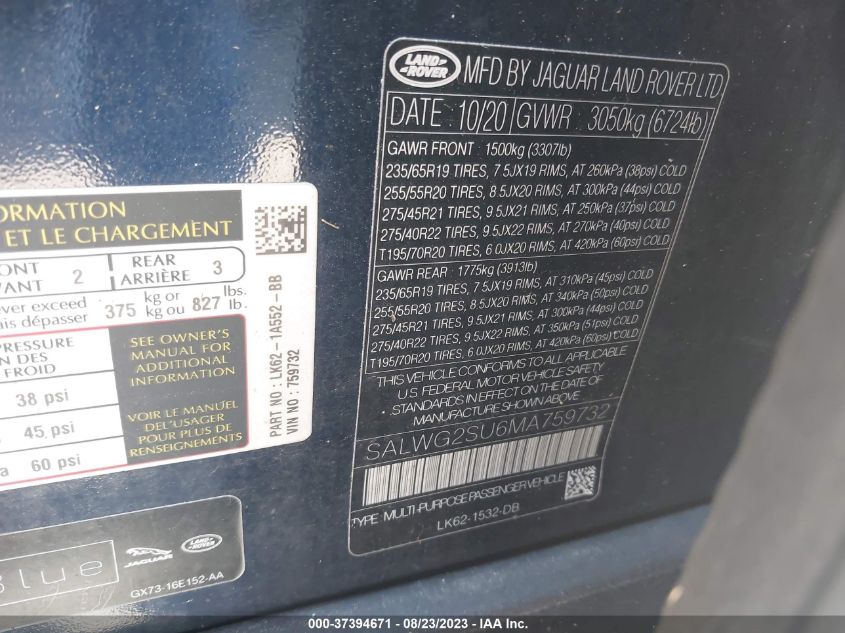 ORMATION
ET LE CHARGEMENT
ONT 2 REAR 3
VANT ARRIÈRE
ever exceed 375 kg or 827 lbs.
ais dépasser kg ou lb.
PRESSURE
ON DES
FROID
38 psi
45 psi
60 psi
SEE OWNER'S
MANUAL FOR
ADDITIONAL
INFORMATION
VOIR LE MANUEL
DEL'USAGER
POUR PLUS DE
RENSEIGNEMENTS
PART NO : LK62-1A552-BB
VIN NO : 759732
Blue
JAGUAR
LAND ROVER
GX73-16E152-AA
LAND ROVER
MFD BY JAGUAR LAND ROVER LTD
DATE : 10/20 GVWR : 3050kg (6724lb)
GAWR FRONT : 1500kg (3307lb)
235/65R19 TIRES, 7.5JX19 RIMS, AT 260kPa (38psi) COLD
255/55R20 TIRES, 8.5JX20 RIMS, AT 300kPa (44psi) COLD
275/45R21 TIRES, 9.5JX21 RIMS, AT 250kPa (37psi) COLD
275/40R22 TIRES, 9.5JX22 RIMS, AT 270kPa (40psi) COLD
T195/70R20 TIRES, 6.0JX20 RIMS, AT 420kPa (60psi) COLD
GAWR REAR : 1775kg (3913lb)
235/65R19 TIRES, 7.5JX19 RIMS, AT 310kPa (45psi) COLD
255/55R20 TIRES, 8.5JX20 RIMS, AT 340kPa (50psi) COLD
275/45R21 TIRES, 9.5JX21 RIMS, AT 300kPa (44psi) COLD
275/40R22 TIRES, 9.5JX22 RIMS, AT 350kPa (51psi) COLD
T195/70R20 TIRES, 6.0JX20 RIMS, AT 420kPa (60psi) COLD
THIS VEHICLE CONFORMS TO ALL APPLICABLE
U.S. FEDERAL MOTOR VEHICLE SAFETY
STANDARDS IN EFFECT ON THE DATE OF
MANUFACTURE SHOWN ABOVE
SALWG2SU6MA759732
TYPE : MULTI-PURPOSE PASSENGER VEHICLE
LK62-1532-DB
000-37394671 - 08/23/2023 - COPYRIGHT IAA, LLC.